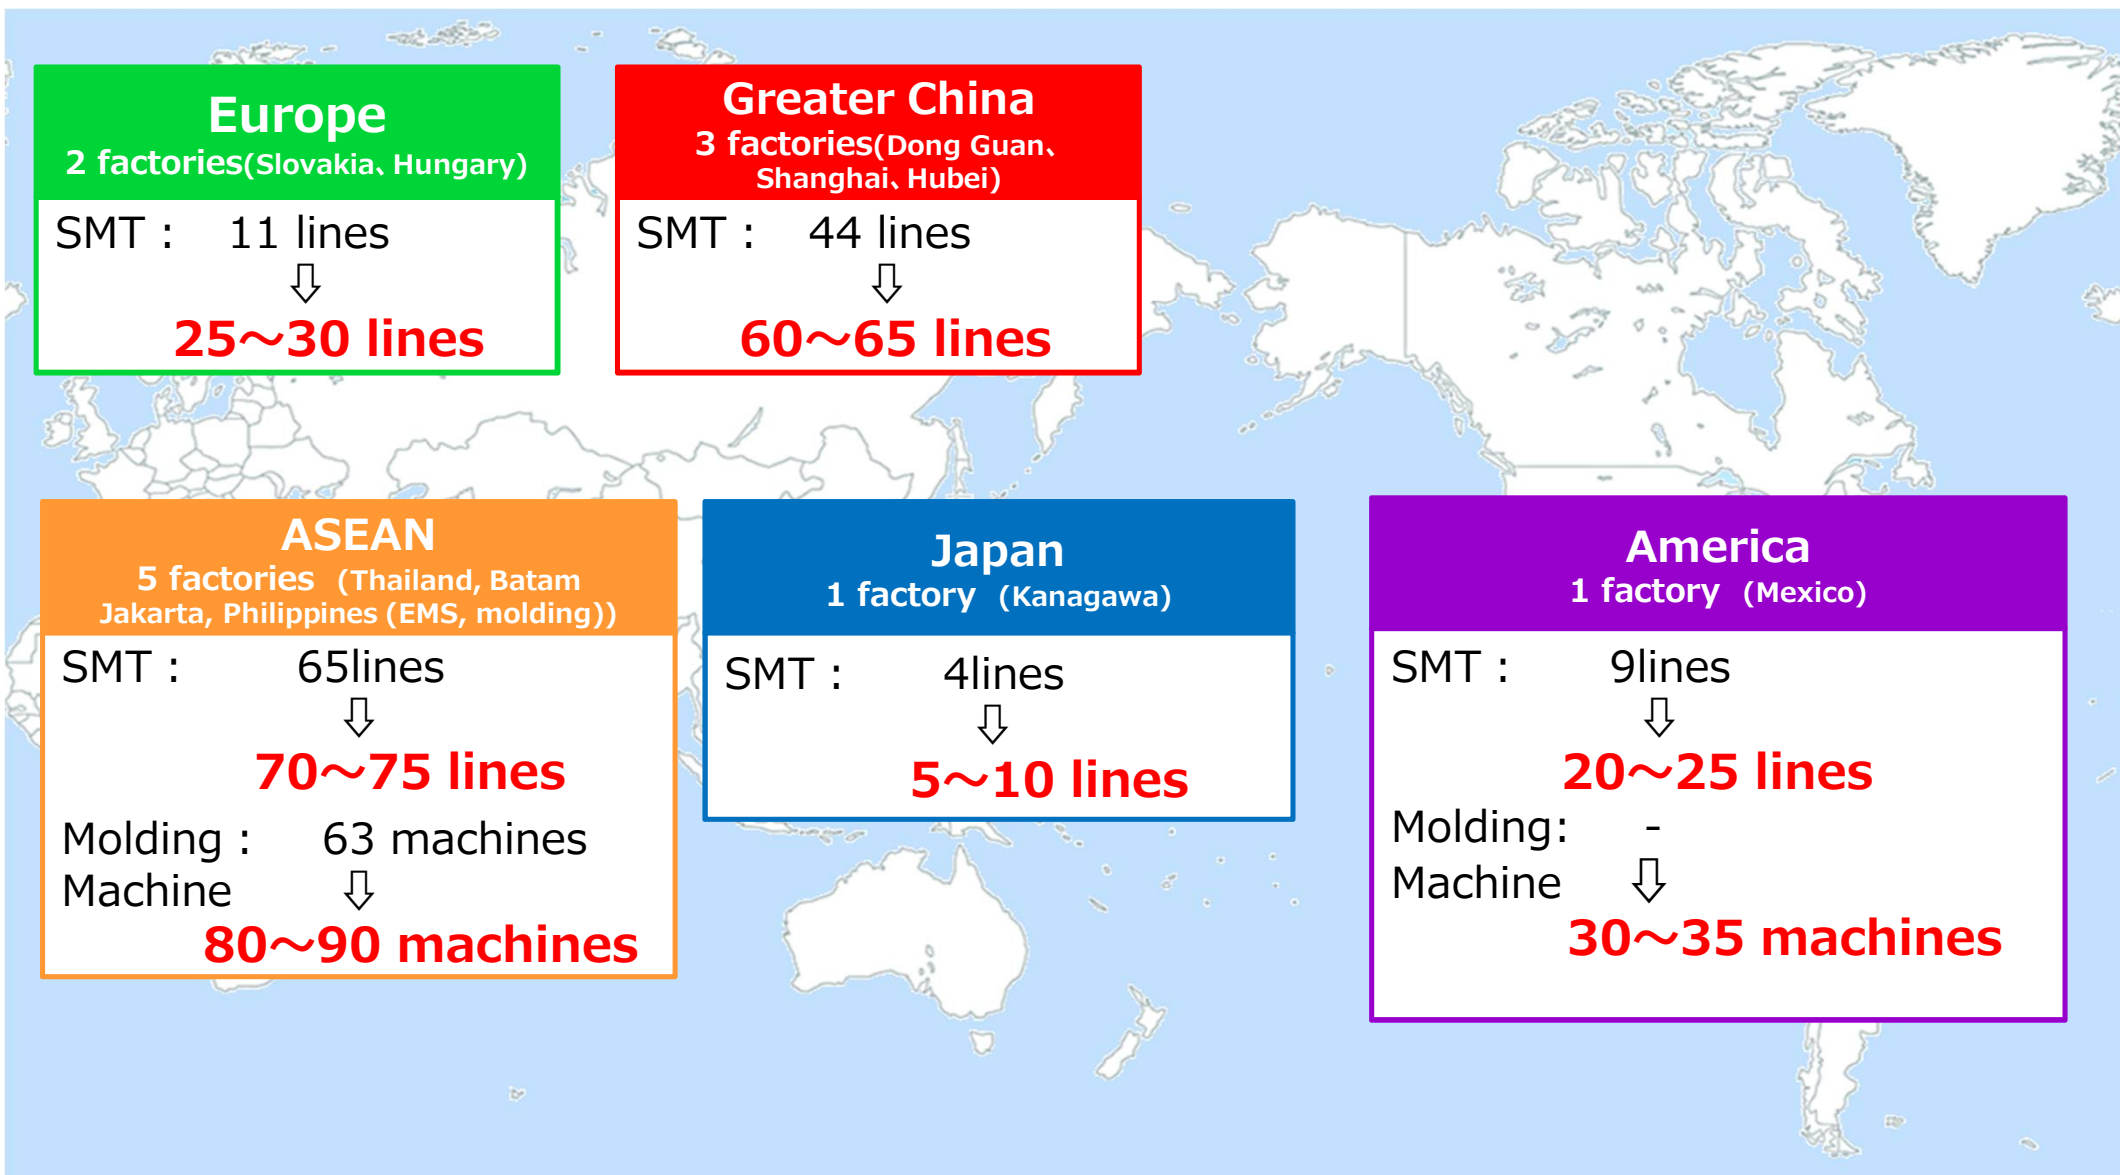 Europe
2 factories(Slovakia、Hungary)
SMT : 11 lines
⇩
25～30 lines
Greater China
3 factories(Dong Guan、
Shanghai、Hubei)
SMT : 44 lines
⇩
60～65 lines
ASEAN
5 factories (Thailand, Batam
Jakarta, Philippines (EMS, molding))
SMT : 65lines
⇩
70～75 lines
Molding : 63 machines
Machine ⇩
80～90 machines
Japan
1 factory (Kanagawa)
SMT : 4lines
⇩
5～10 lines
America
1 factory (Mexico)
SMT : 9lines
⇩
20～25 lines
Molding: -
Machine ⇩
30～35 machines